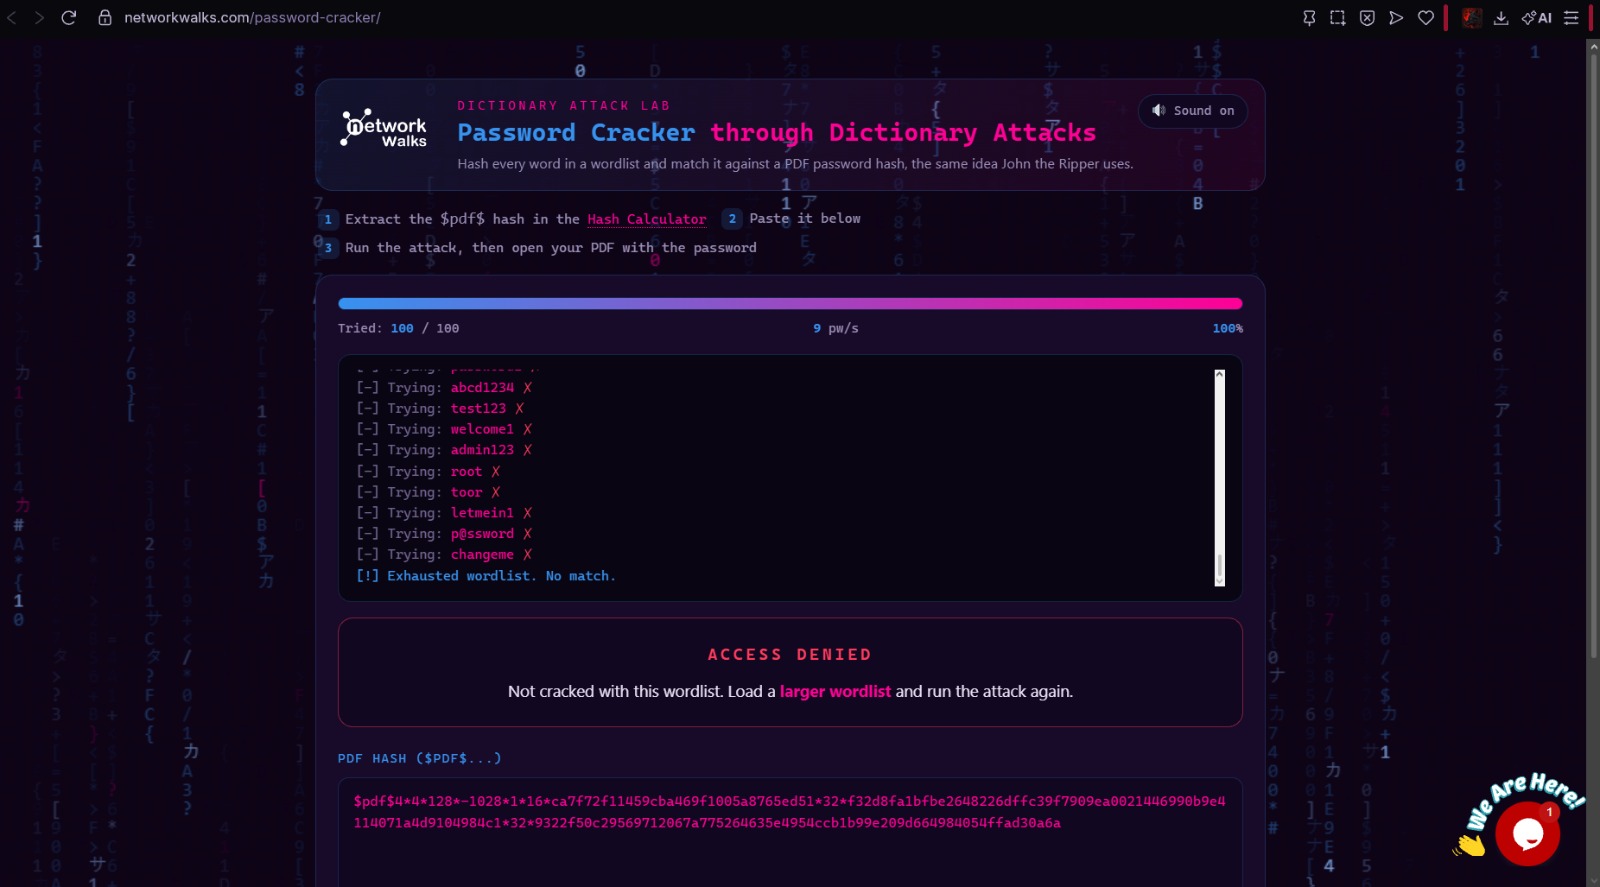 networkwalks.com/password-cracker/
AI
DICTIONARY ATTACK LAB
network
walks
Password Cracker through Dictionary Attacks
Sound on
Hash every word in a wordlist and match it against a PDF password hash, the same idea John the Ripper uses.
1 Extract the $pdf$ hash in the Hash Calculator 2 Paste it below
3 Run the attack, then open your PDF with the password
Tried: 100 / 100 9 pw/s 100%
[-] Trying: abcd1234 ✗
[-] Trying: test123 ✗
[-] Trying: welcome1 ✗
[-] Trying: admin123 ✗
[-] Trying: root ✗
[-] Trying: toor ✗
[-] Trying: letmein1 ✗
[-] Trying: p@ssword ✗
[-] Trying: changeme ✗
[!] Exhausted wordlist. No match.
ACCESS DENIED
Not cracked with this wordlist. Load a larger wordlist and run the attack again.
PDF HASH ($PDF$...)
$pdf$4*4*128*-1028*1*16*ca7f72f11459cba469f1005a8765ed51*32*f32d8fa1bfbe2648226dffc39f7909ea0021446990b9e4
114071a4d9104984c1*32*9322f50c29569712067a775264635e4954ccb1b99e209d664984054ffad30a6a
We Are Here!
1